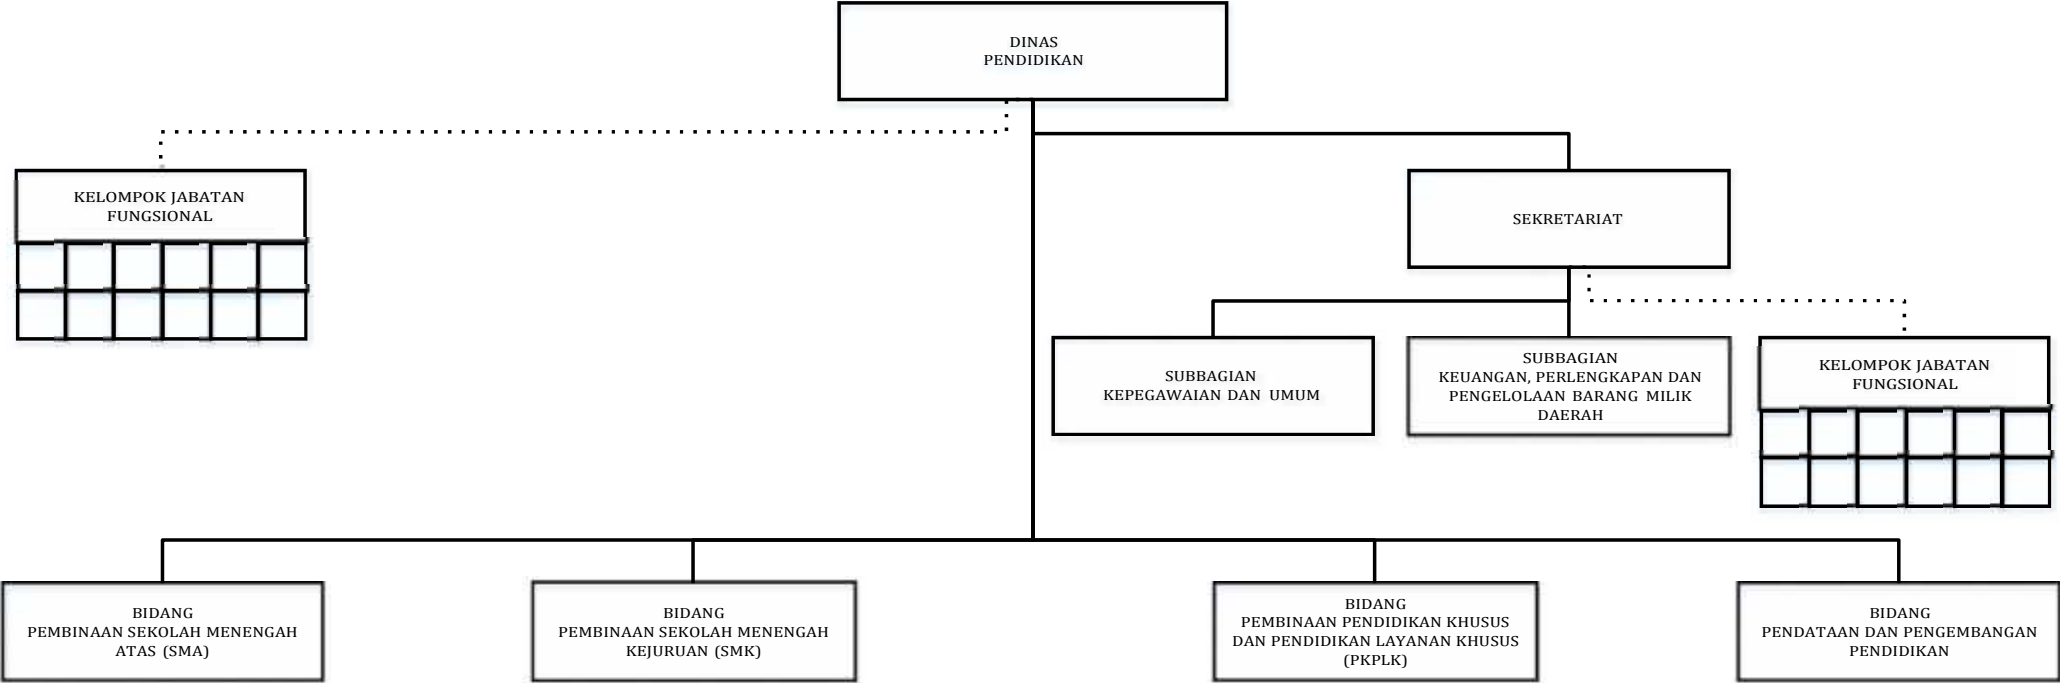 DINAS
PENDIDIKAN
KELOMPOK JABATAN
FUNGSIONAL
SEKRETARIAT
SUBBAGIAN
KEPEGAWAIAN DAN UMUM
SUBBAGIAN
KEUANGAN, PERLENGKAPAN DAN
PENGELOLAAN BARANG MILIK
DAERAH
KELOMPOK JABATAN
FUNGSIONAL
BIDANG
PEMBINAAN SEKOLAH MENENGAH
ATAS (SMA)
BIDANG
PEMBINAAN SEKOLAH MENENGAH
KEJURUAN (SMK)
BIDANG
PEMBINAAN PENDIDIKAN KHUSUS
DAN PENDIDIKAN LAYANAN KHUSUS
(PKPLK)
BIDANG
PENDATAAN DAN PENGEMBANGAN
PENDIDIKAN